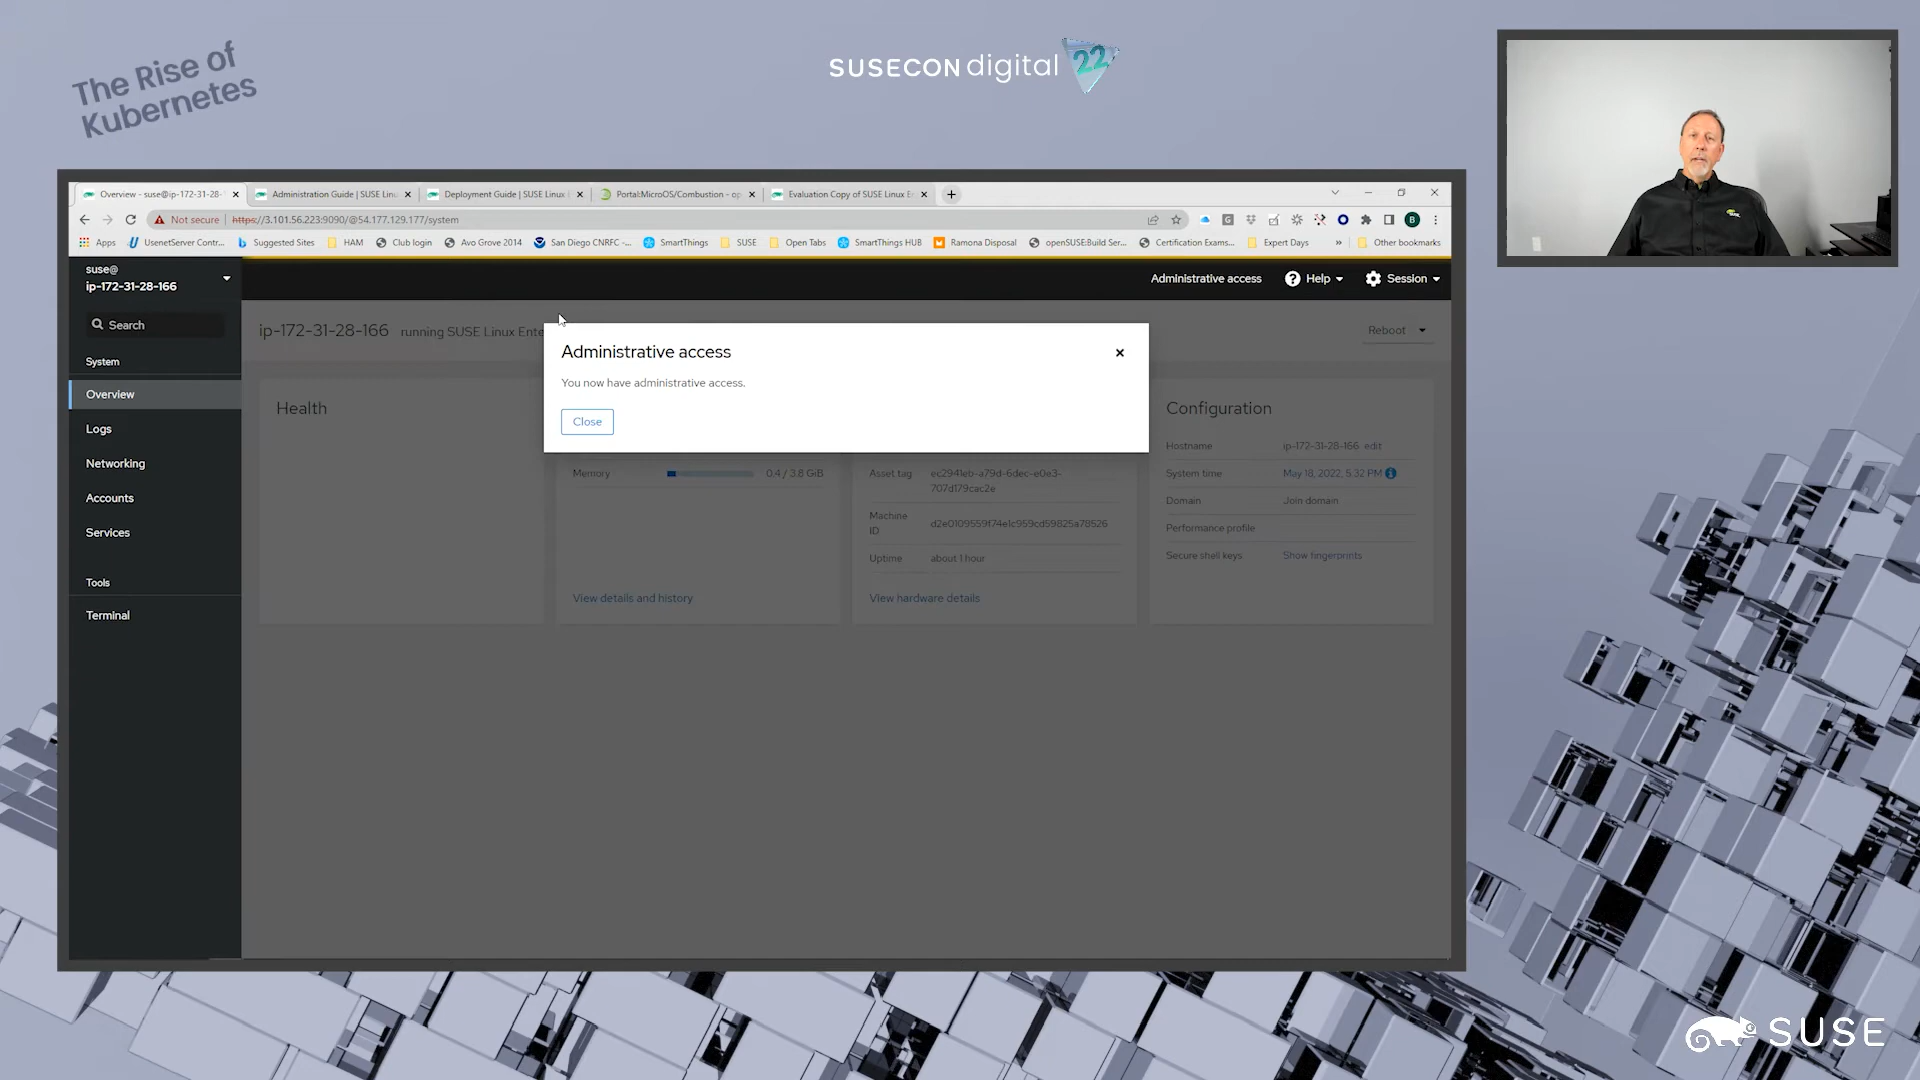 The Rise of
Kubernetes
SUSECON digital 22
Overview - suse@ip-172-31-28-
Administration Guide | SUSE Linu
Deployment Guide | SUSE Linux
Portal:MicroOS/Combustion - op
Evaluation Copy of SUSE Linux E
Not secure | https://3.101.56.223:9090/@54.177.129.177/system
Apps
UsenetServer Contr...
Suggested Sites
HAM
Club login
Avo Grove 2014
San Diego CNRFC -...
SmartThings
SUSE
Open Tabs
SmartThings HUB
Ramona Disposal
openSUSE:Build Ser...
Certification Exams...
Expert Days
»
Other bookmarks
suse@
ip-172-31-28-166
Administrative access
Help
Session
Search
ip-172-31-28-166 running SUSE Linux Ente
Reboot
System
Overview
Logs
Networking
Accounts
Services
Tools
Terminal
Administrative access
You now have administrative access.
Close
Health
Memory 0.4 / 3.8 GiB
View details and history
Asset tag ec2941eb-a79d-6dec-e0e3-
707d179cac2e
Machine
ID d2e0109559f74e1c959cd59825a78526
Uptime about 1 hour
View hardware details
Configuration
Hostname ip-172-31-28-166 edit
System time May 18, 2022, 5:32 PM
Domain Join domain
Performance profile
Secure shell keys Show fingerprints
SUSE